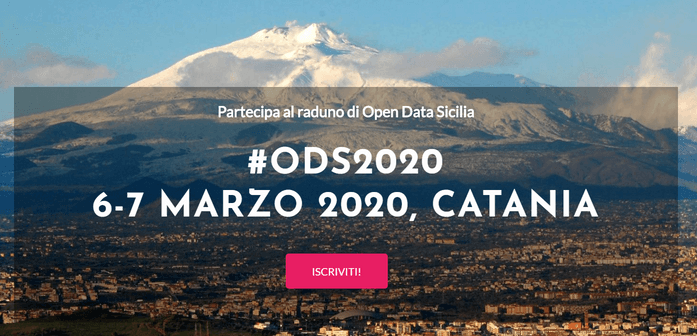 Partecipa al raduno di Open Data Sicilia
#ODS2020
6-7 MARZO 2020, CATANIA
ISCRIVITI!